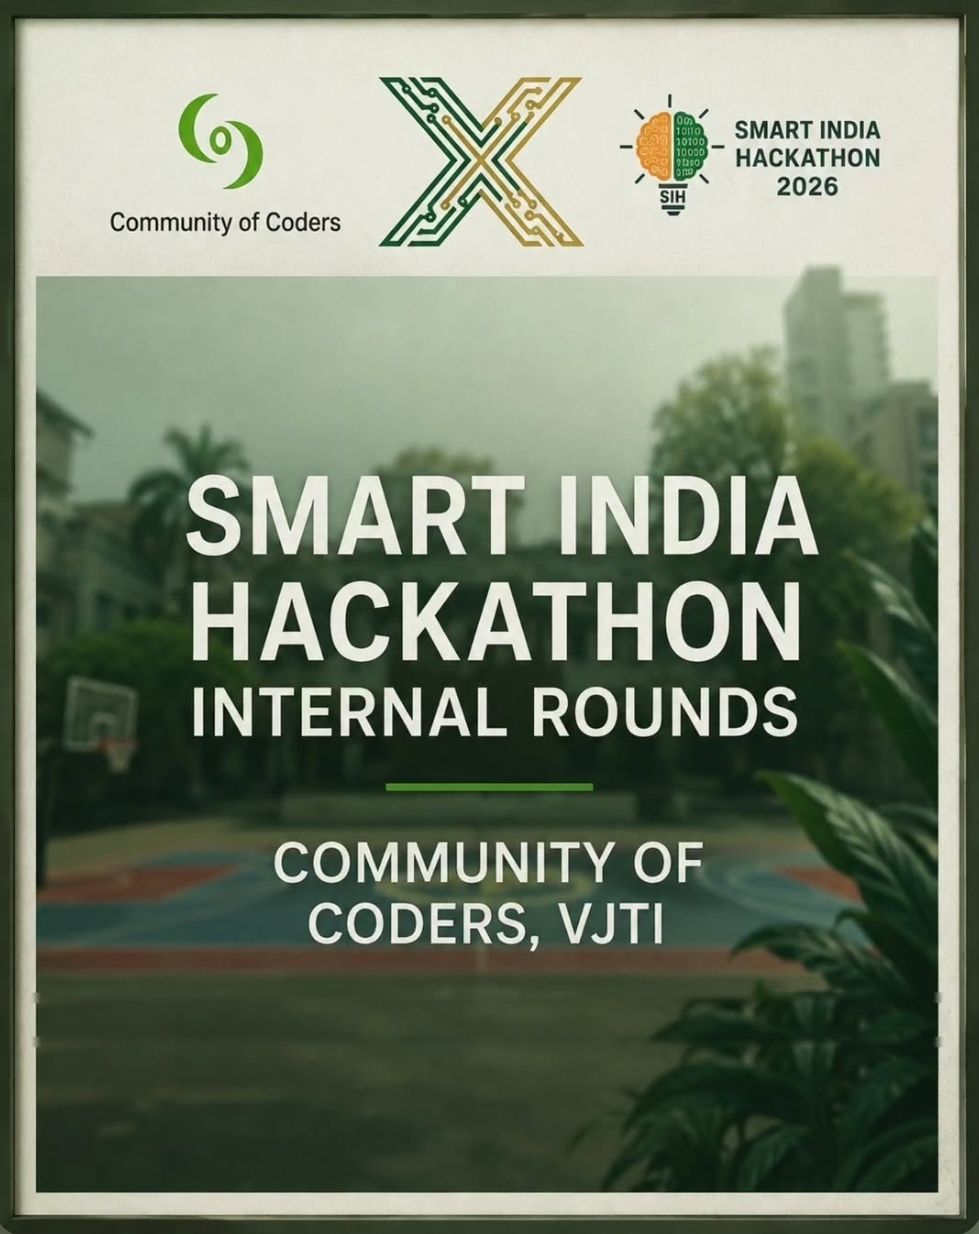 Community of Coders
SIH
SMART INDIA
HACKATHON
2026
SMART INDIA
HACKATHON
INTERNAL ROUNDS
COMMUNITY OF
CODERS, VJTI